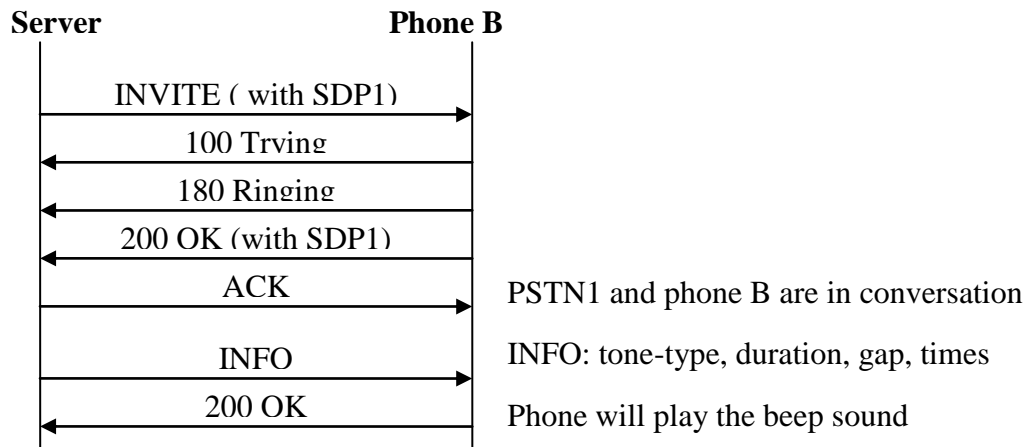 Server Phone B
INVITE ( with SDP1)
100 Trying
180 Ringing
200 OK (with SDP1)
ACK PSTN1 and phone B are in conversation
INFO INFO: tone-type, duration, gap, times
200 OK Phone will play the beep sound